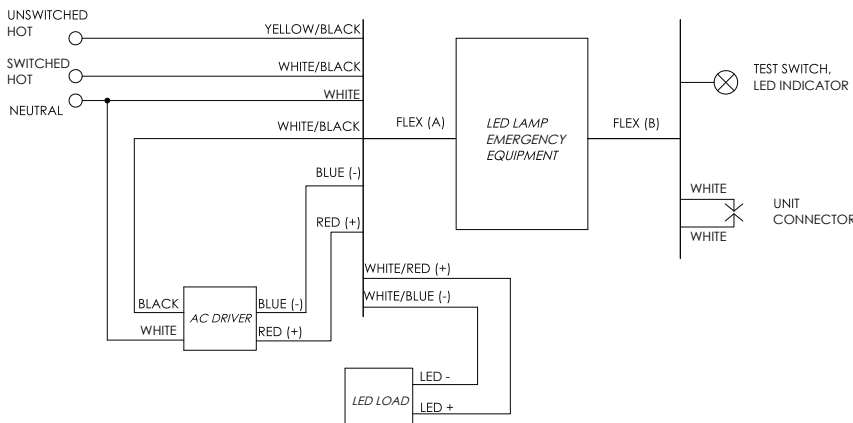 UNSWITCHED
HOT
YELLOW/BLACK
SWITCHED
HOT
WHITE/BLACK
NEUTRAL
WHITE
WHITE/BLACK
FLEX (A)
LED LAMP
EMERGENCY
EQUIPMENT
FLEX (B)
TEST SWITCH,
LED INDICATOR
BLUE (-)
WHITE
UNIT
CONNECTOR
WHITE
RED (+)
WHITE/RED (+)
WHITE/BLUE (-)
BLACK
AC DRIVER
BLUE (-)
WHITE
RED (+)
LED LOAD
LED -
LED +